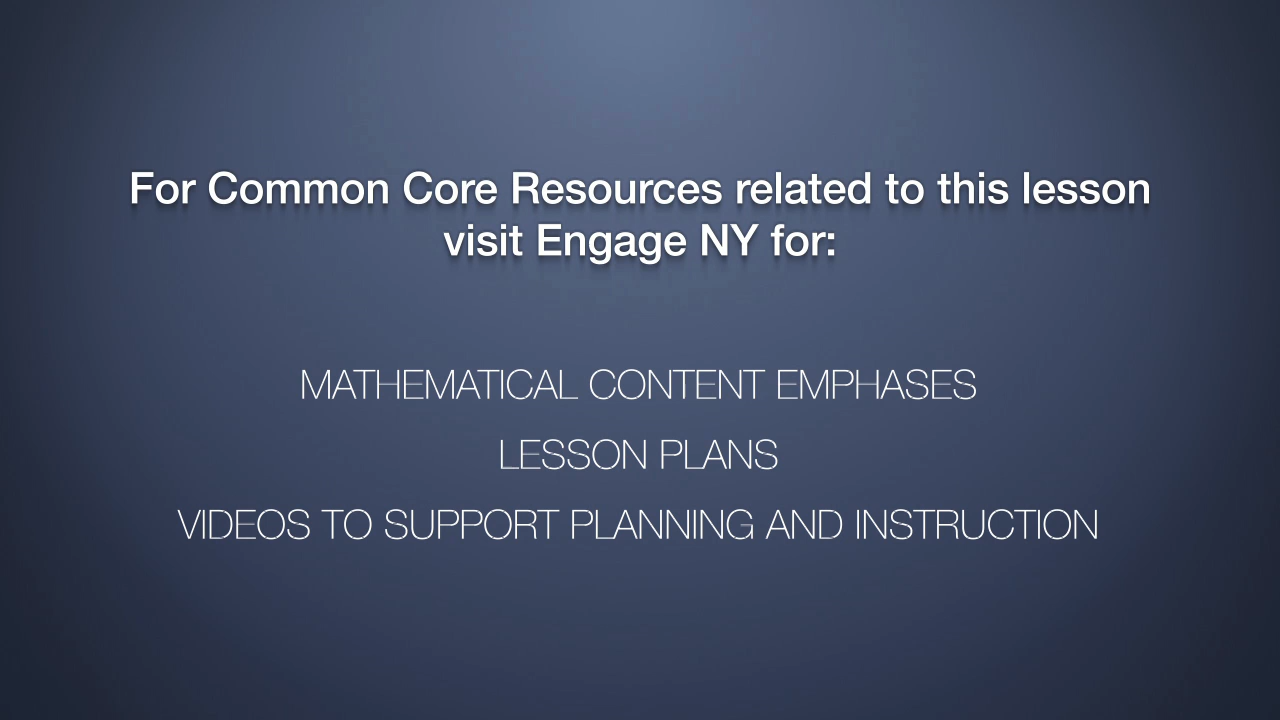 For Common Core Resources related to this lesson
visit Engage NY for:
MATHEMATICAL CONTENT EMPHASES
LESSON PLANS
VIDEOS TO SUPPORT PLANNING AND INSTRUCTION